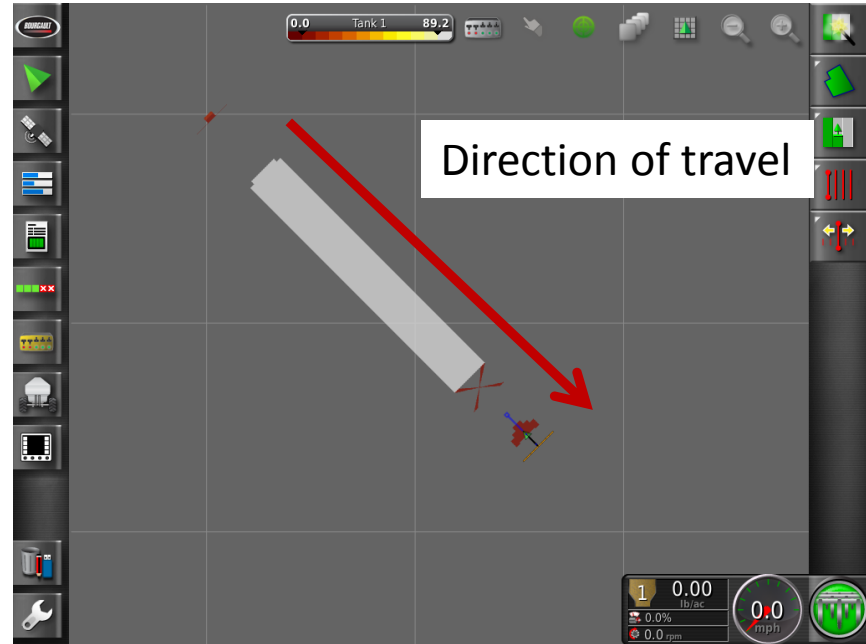 BOURGAULT
0.0 Tank 1 89.2
Direction of travel
1 0.00
lb/ac
0.0%
0.0 rpm
0.0
mph